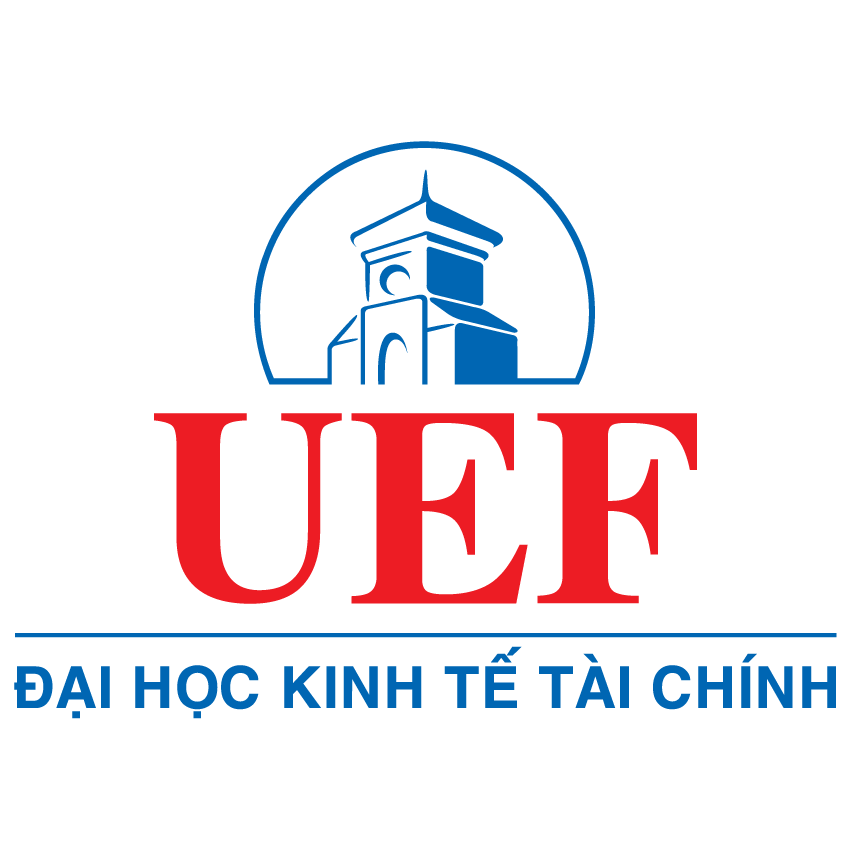 UEF
ĐẠI HỌC KINH TẾ TÀI CHÍNH